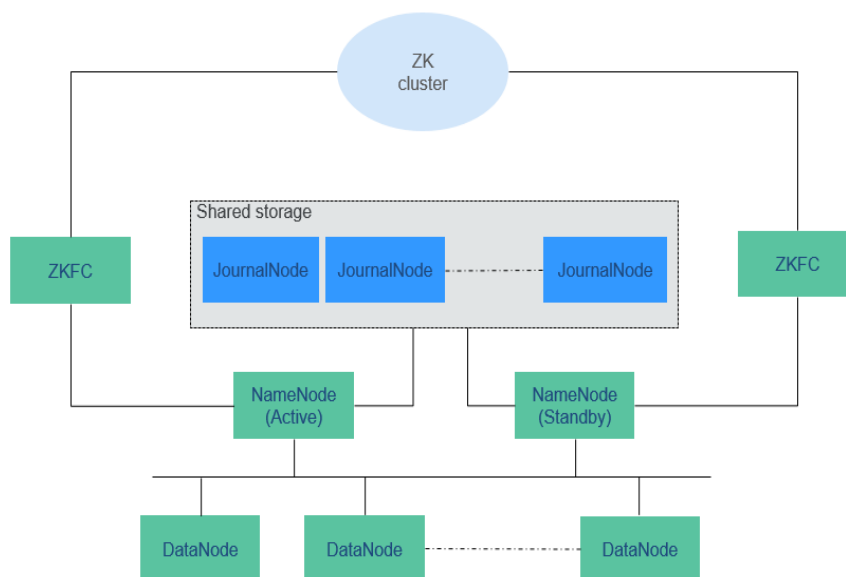 ZK
cluster
Shared storage
JournalNode
JournalNode
JournalNode
ZKFC
ZKFC
NameNode
(Active)
NameNode
(Standby)
DataNode
DataNode
DataNode